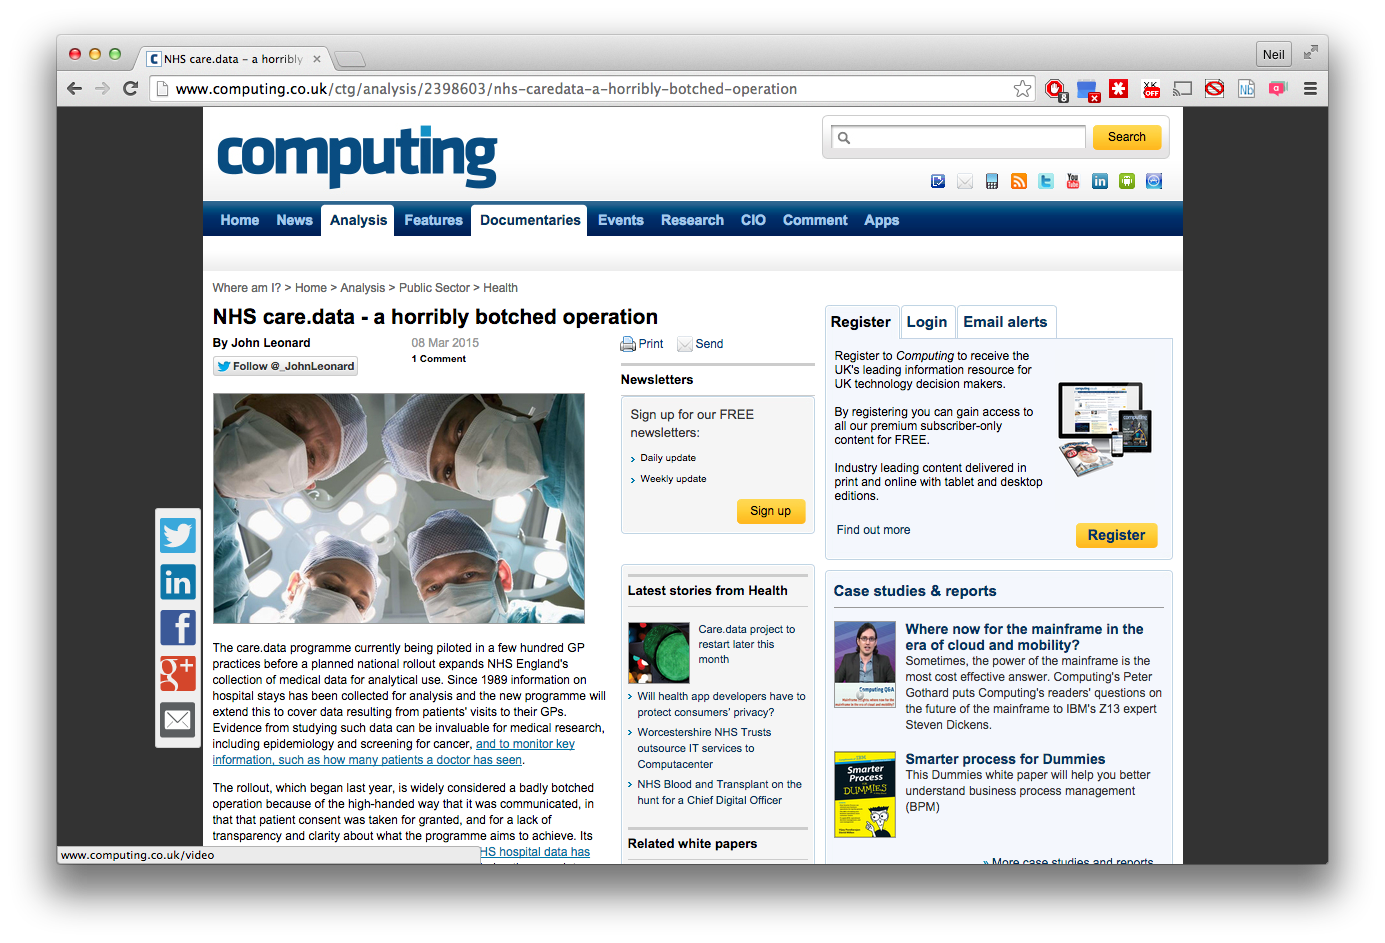 NHS care.data – a horribly
Neil
www.computing.co.uk/ctg/analysis/2398603/nhs-caredata-a-horribly-botched-operation
computing
Search
Home News Analysis Features Documentaries Events Research CIO Comment Apps
Where am I? > Home > Analysis > Public Sector > Health
NHS care.data - a horribly botched operation
By John Leonard
08 Mar 2015
1 Comment
Follow @_JohnLeonard
Print Send
The care.data programme currently being piloted in a few hundred GP
practices before a planned national rollout expands NHS England's
collection of medical data for analytical use. Since 1989 information on
hospital stays has been collected for analysis and the new programme will
extend this to cover data resulting from patients' visits to their GPs.
Evidence from studying such data can be invaluable for medical research,
including epidemiology and screening for cancer, and to monitor key
information, such as how many patients a doctor has seen.
The rollout, which began last year, is widely considered a badly botched
operation because of the high-handed way that it was communicated, in
that that patient consent was taken for granted, and for a lack of
transparency and clarity about what the programme aims to achieve. Its
HS hospital data has
www.computing.co.uk/video
Newsletters
Sign up for our FREE
newsletters:
Daily update
Weekly update
Sign up
Latest stories from Health
Care.data project to
restart later this
month
Will health app developers have to
protect consumers' privacy?
Worcestershire NHS Trusts
outsource IT services to
Computacenter
NHS Blood and Transplant on the
hunt for a Chief Digital Officer
Related white papers
Register Login Email alerts
Register to Computing to receive the
UK's leading information resource for
UK technology decision makers.
By registering you can gain access to
all our premium subscriber-only
content for FREE.
Industry leading content delivered in
print and online with tablet and desktop
editions.
Find out more
Register
Case studies & reports
Where now for the mainframe in the
era of cloud and mobility?
Sometimes, the power of the mainframe is the
most cost effective answer. Computing's Peter
Gothard puts Computing's readers' questions on
the future of the mainframe to IBM's Z13 expert
Steven Dickens.
Computing Q&A
Smarter process for Dummies
This Dummies white paper will help you better
understand business process management
(BPM)
Smarter
Process
DUMMIES
» More case studies and reports